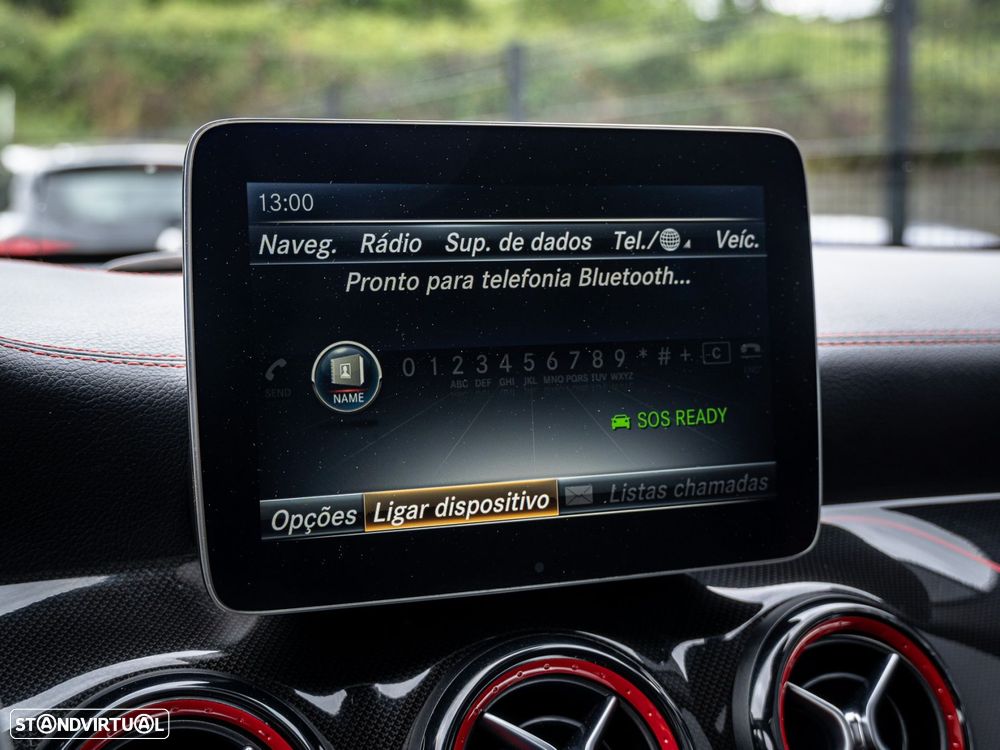 13:00
Naveg. Rádio Sup. de dados Tel./ Veíc.
Pronto para telefonia Bluetooth...
0 1 2 3 4 5 6 7 8 9 * # + C
SEND NAME ABC DEF GHI JKL MNO PQRS TUV WXYZ
SOS READY
Opções Ligar dispositivo Listas chamadas
STANDVIRTUAL